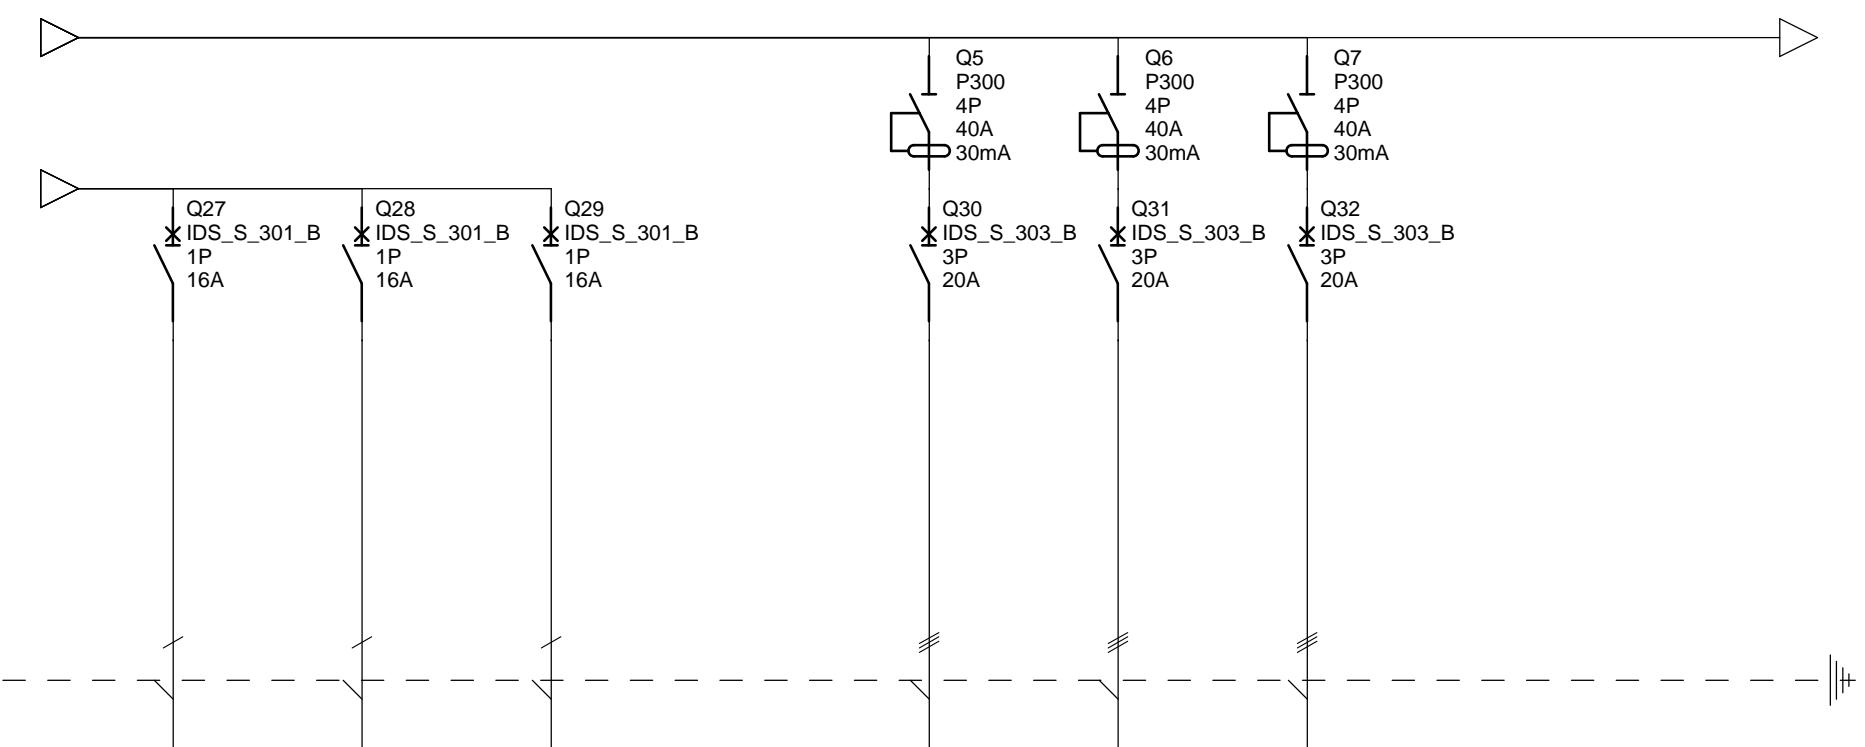 Q5
P300
4P
40A
30mA
Q6
P300
4P
40A
30mA
Q7
P300
4P
40A
30mA
Q27
IDS_S_301_B
1P
16A
Q28
IDS_S_301_B
1P
16A
Q29
IDS_S_301_B
1P
16A
Q30
IDS_S_303_B
3P
20A
Q31
IDS_S_303_B
3P
20A
Q32
IDS_S_303_B
3P
20A